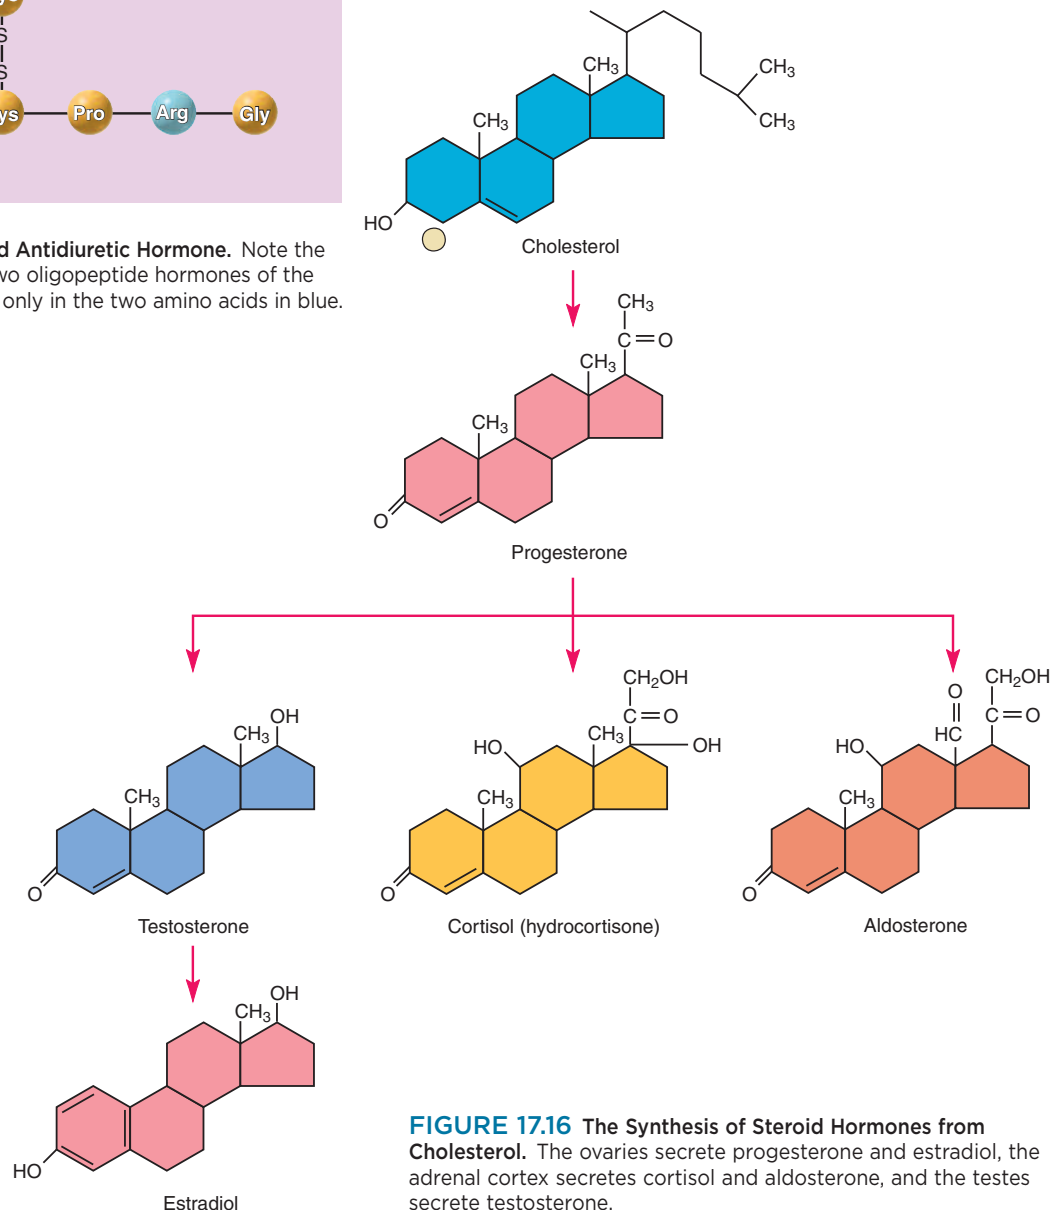 S
S
Pro
Arg
Gly
d Antidiuretic Hormone. Note the
wo oligopeptide hormones of the
only in the two amino acids in blue.
CH3
CH3
CH3
CH3
HO
Cholesterol
CH3
C=O
CH3
CH3
O
Progesterone
OH
CH3
CH3
O
Testosterone
CH2OH
C=O
CH3
OH
HO
CH3
O
Cortisol (hydrocortisone)
CH2OH
O
C=O
HC
HO
CH3
O
Aldosterone
OH
CH3
HO
Estradiol
FIGURE 17.16 The Synthesis of Steroid Hormones from
Cholesterol. The ovaries secrete progesterone and estradiol, the
adrenal cortex secretes cortisol and aldosterone, and the testes
secrete testosterone.